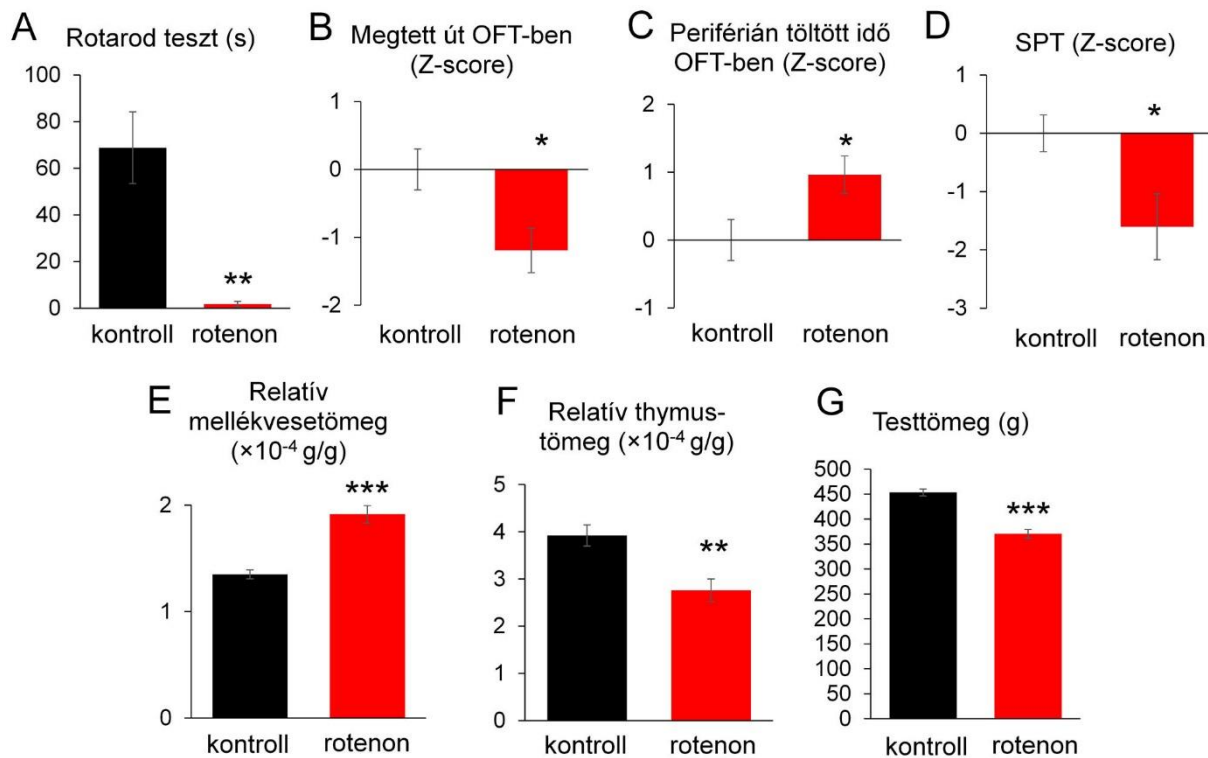 A
Rotarod teszt (s)
100
80
60
40
20
0
**
kontroll rotenon
B
Megtett út OFT-ben
(Z-score)
1
0
-1
-2
*
kontroll rotenon
C
Periférián töltött idő
OFT-ben (Z-score)
2
1
0
-1
*
kontroll rotenon
D
SPT (Z-score)
1
0
-1
-2
-3
*
kontroll rotenon
E
Relatív
mellékvesetömeg
(×10⁻⁴ g/g)
2
1
0
***
kontroll rotenon
F
Relatív thymus-
tömeg (×10⁻⁴ g/g)
5
4
3
2
1
0
**
kontroll rotenon
G
Testtömeg (g)
500
450
400
350
300
250
200
150
100
50
0
***
kontroll rotenon